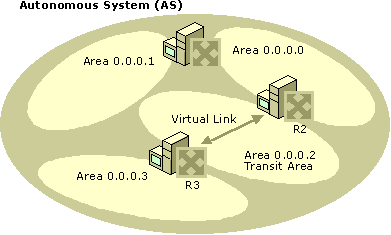 Autonomous System (AS)
Area 0.0.0.1
Area 0.0.0.0
Virtual Link
R2
Area 0.0.0.2
Transit Area
Area 0.0.0.3
R3